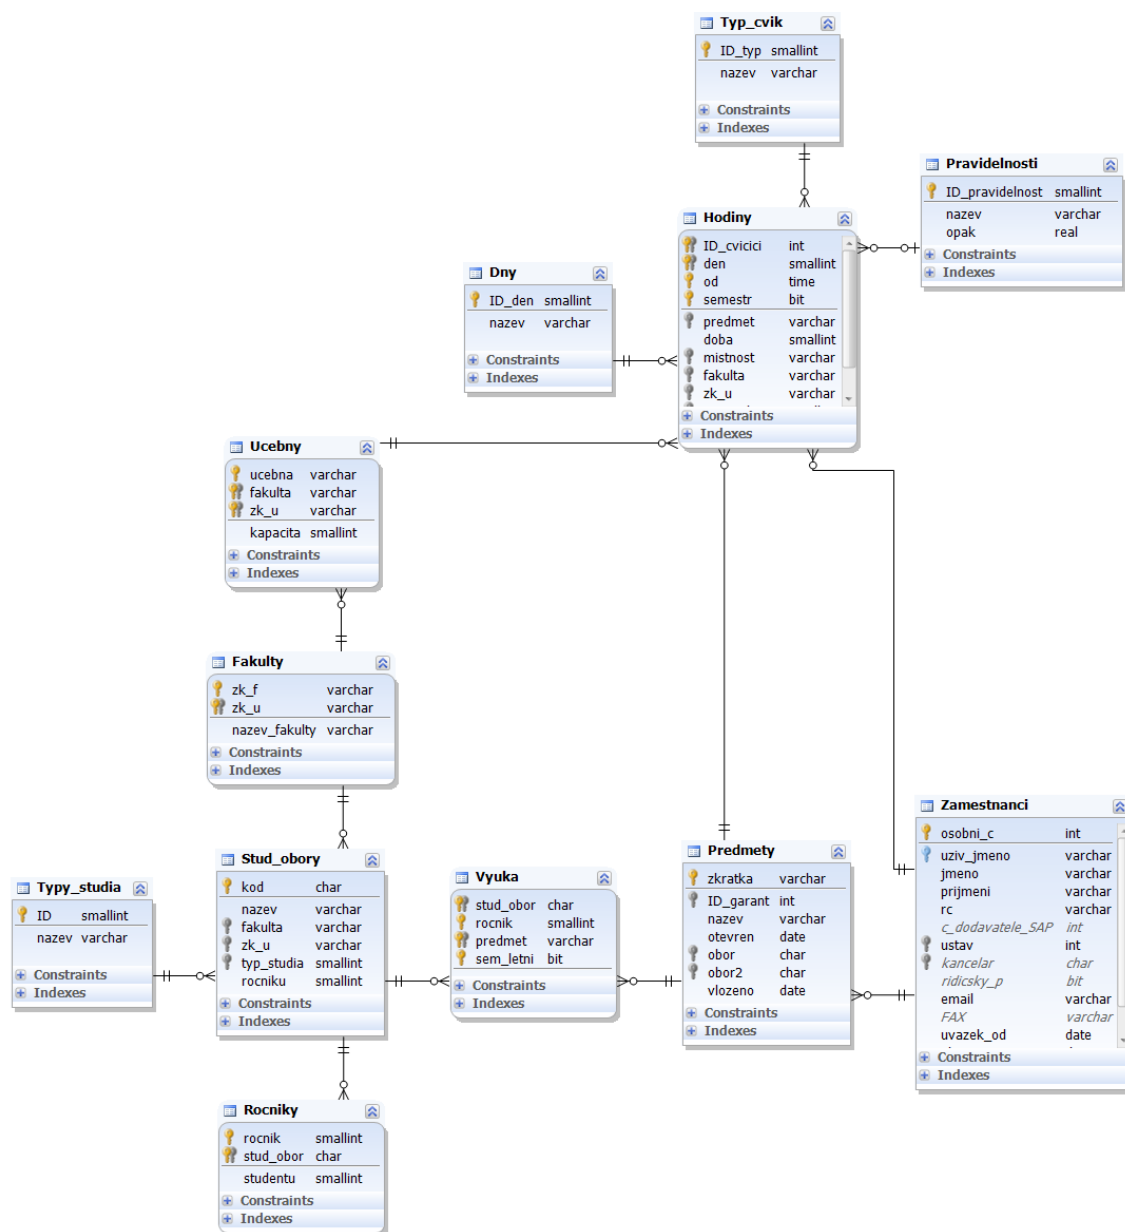 Typ_cvik
ID_typ smallint
nazev varchar
Constraints
Indexes
Pravidelnosti
ID_pravidelnost smallint
nazev varchar
opak real
Constraints
Indexes
Hodiny
ID_cvicici int
den smallint
od time
semestr bit
predmet varchar
doba smallint
mistnost varchar
fakulta varchar
zk_u varchar
Constraints
Indexes
Dny
ID_den smallint
nazev varchar
Constraints
Indexes
Ucebny
ucebna varchar
fakulta varchar
zk_u varchar
kapacita smallint
Constraints
Indexes
Fakulty
zk_f varchar
zk_u varchar
nazev_fakulty varchar
Constraints
Indexes
Zamestnanci
osobni_c int
uziv_jmeno varchar
jmeno varchar
prijmeni varchar
rc varchar
c_dodavatele_SAP int
ustav int
kancelar char
ridicsky_p bit
email varchar
FAX varchar
uvazek_od date
Constraints
Indexes
Predmety
zkratka varchar
ID_garant int
nazev varchar
otevren date
obor char
obor2 char
vlozeno date
Constraints
Indexes
Stud_obory
kod char
nazev varchar
fakulta varchar
zk_u varchar
typ_studia smallint
rocniku smallint
Constraints
Indexes
Vyuka
stud_obor char
rocnik smallint
predmet varchar
sem_letni bit
Constraints
Indexes
Typy_studia
ID smallint
nazev varchar
Constraints
Indexes
Rocniky
rocnik smallint
stud_obor char
studentu smallint
Constraints
Indexes